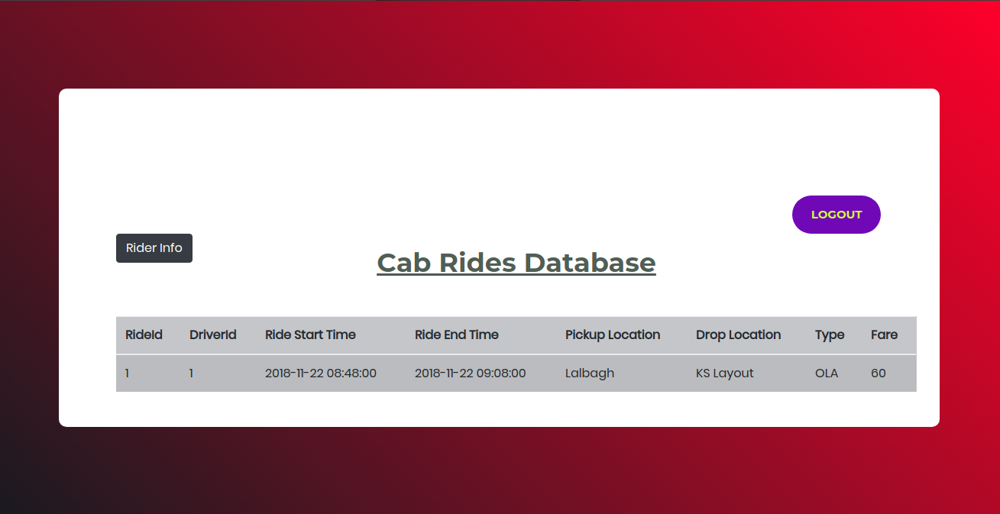 LOGOUT
Rider Info
Cab Rides Database
RideId DriverId Ride Start Time Ride End Time Pickup Location Drop Location Type Fare
1 1 2018-11-22 08:48:00 2018-11-22 09:08:00 Lalbagh KS Layout OLA 60